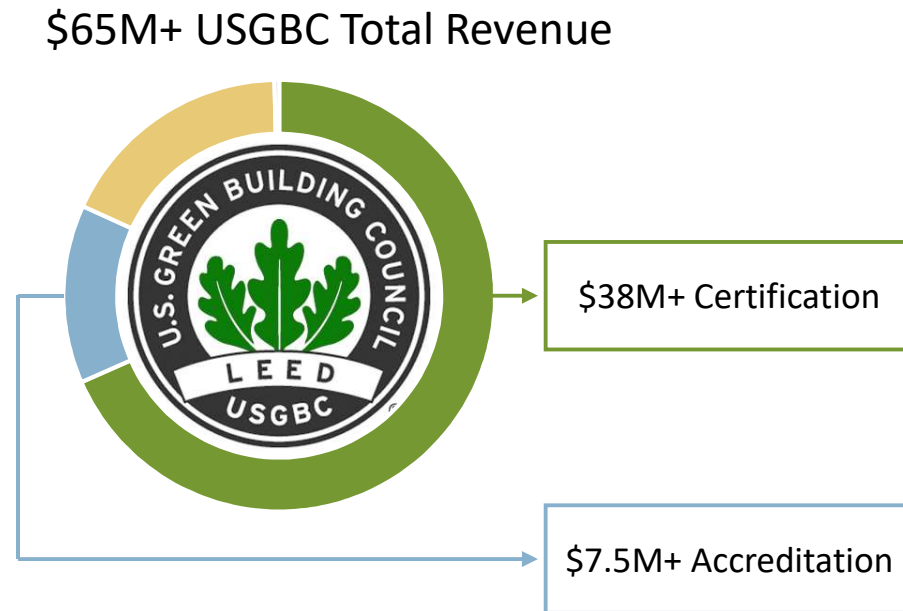 $65M+ USGBC Total Revenue
U.S. GREEN BUILDING COUNCIL
LEED
USGBC
$38M+ Certification
$7.5M+ Accreditation